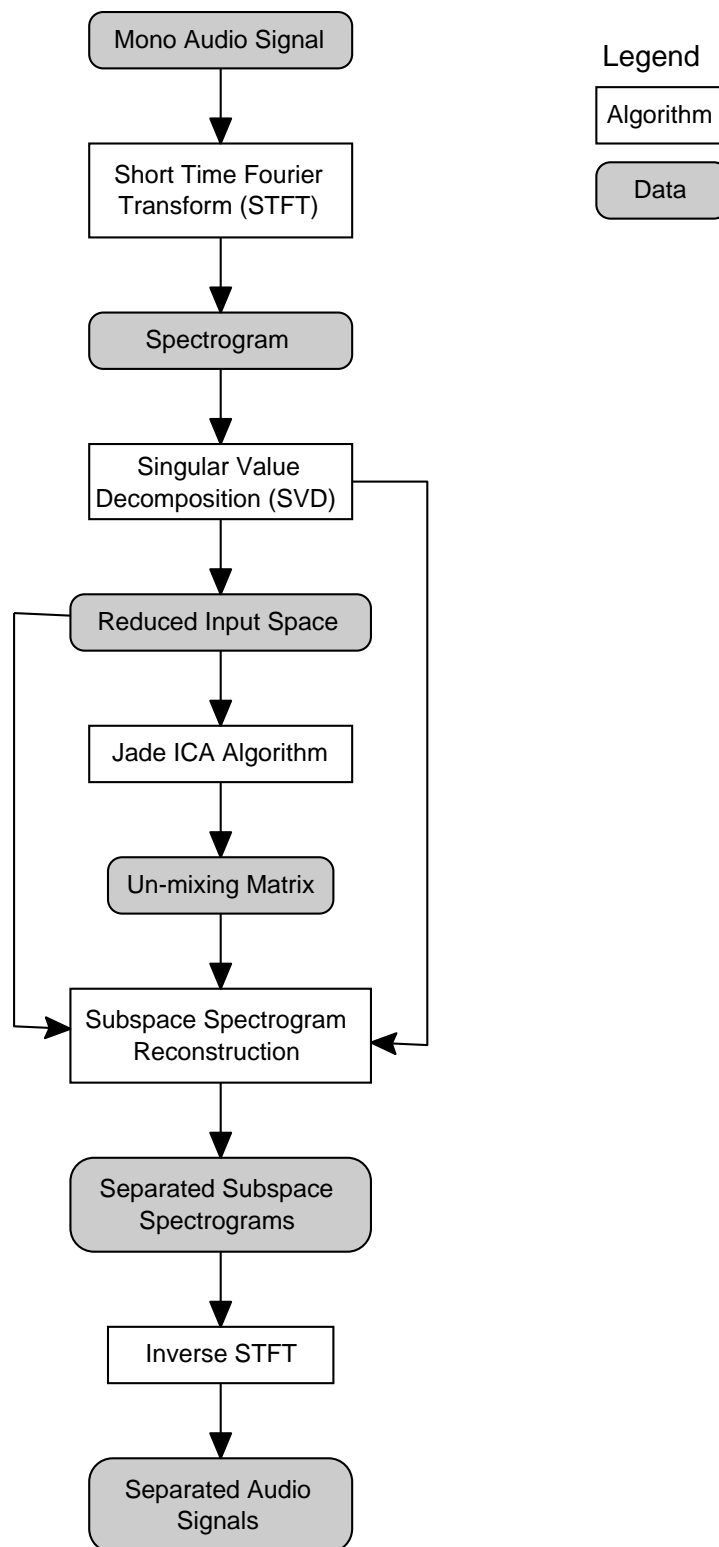 Mono Audio Signal
Legend
Algorithm
Data
Short Time Fourier
Transform (STFT)
Spectrogram
Singular Value
Decomposition (SVD)
Reduced Input Space
Jade ICA Algorithm
Un-mixing Matrix
Subspace Spectrogram
Reconstruction
Separated Subspace
Spectrograms
Inverse STFT
Separated Audio
Signals